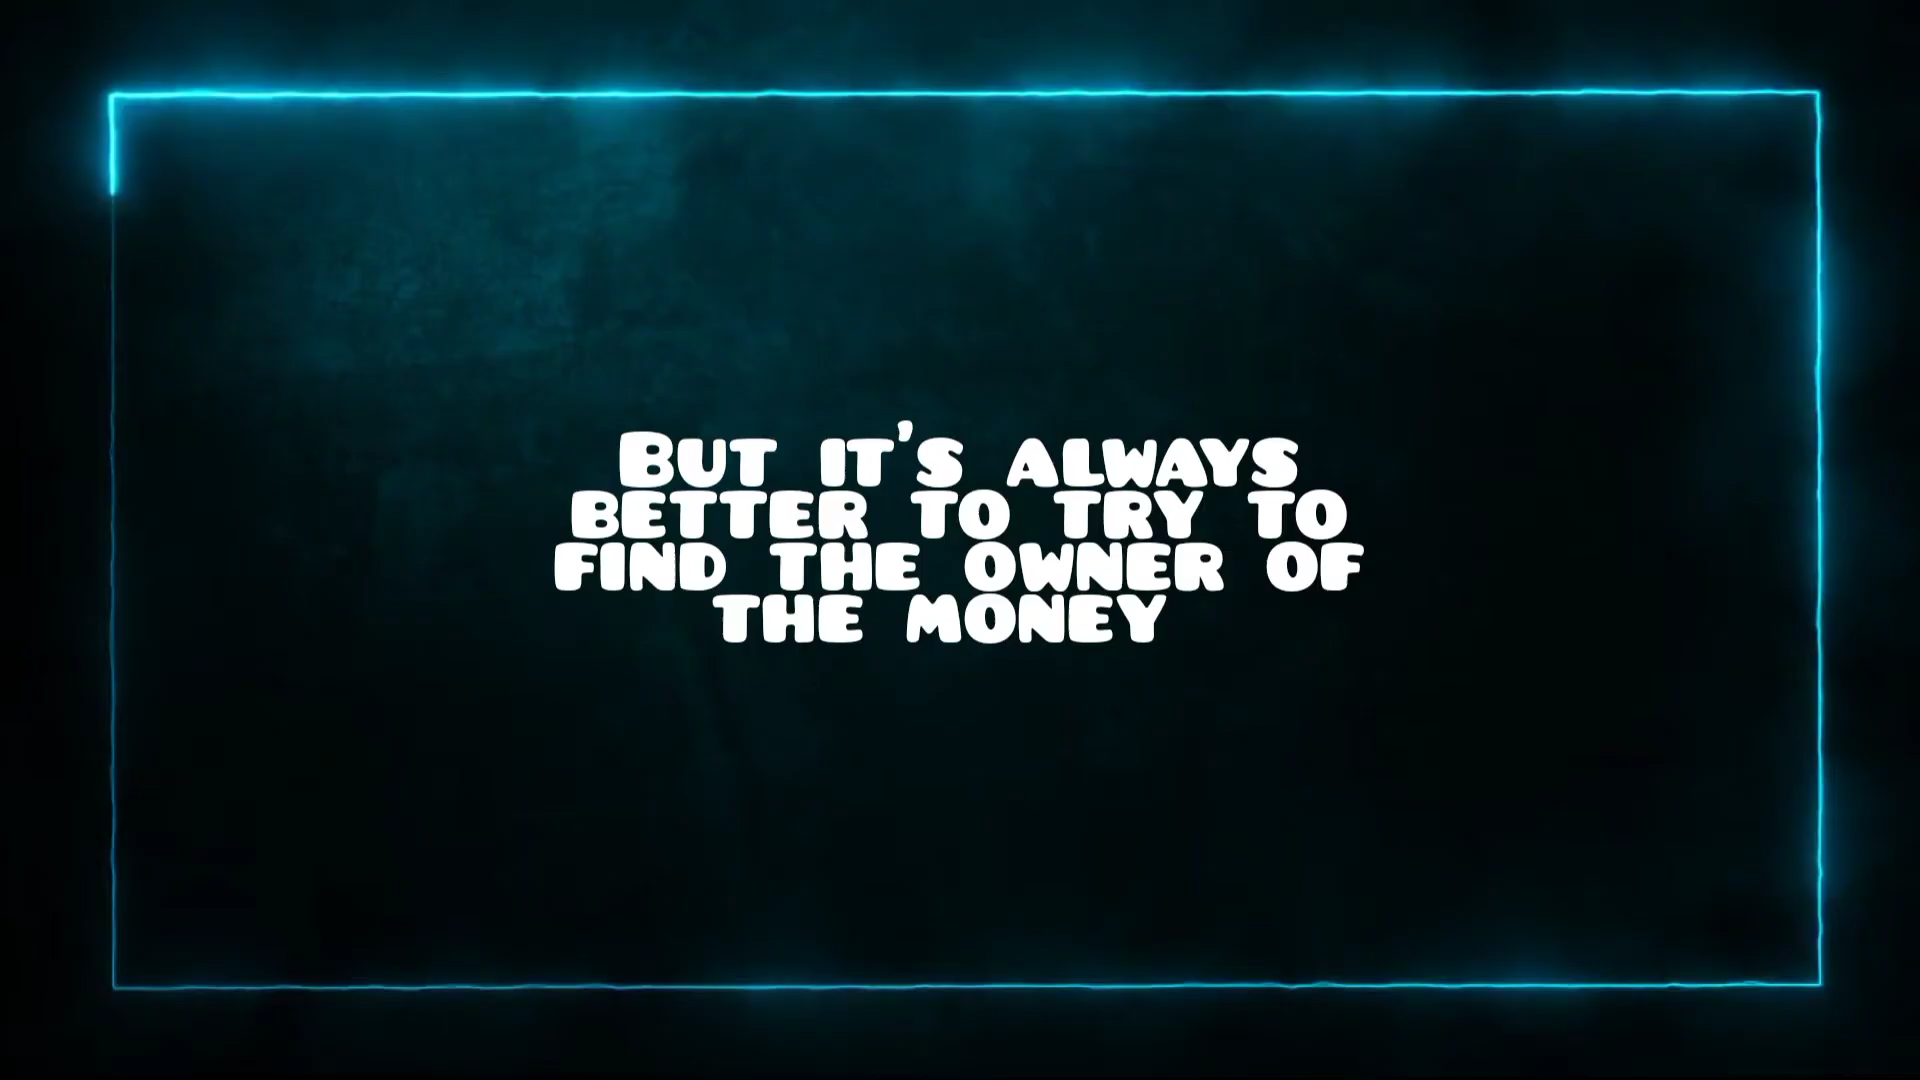 But it's always
better to try to
find the owner of
the money